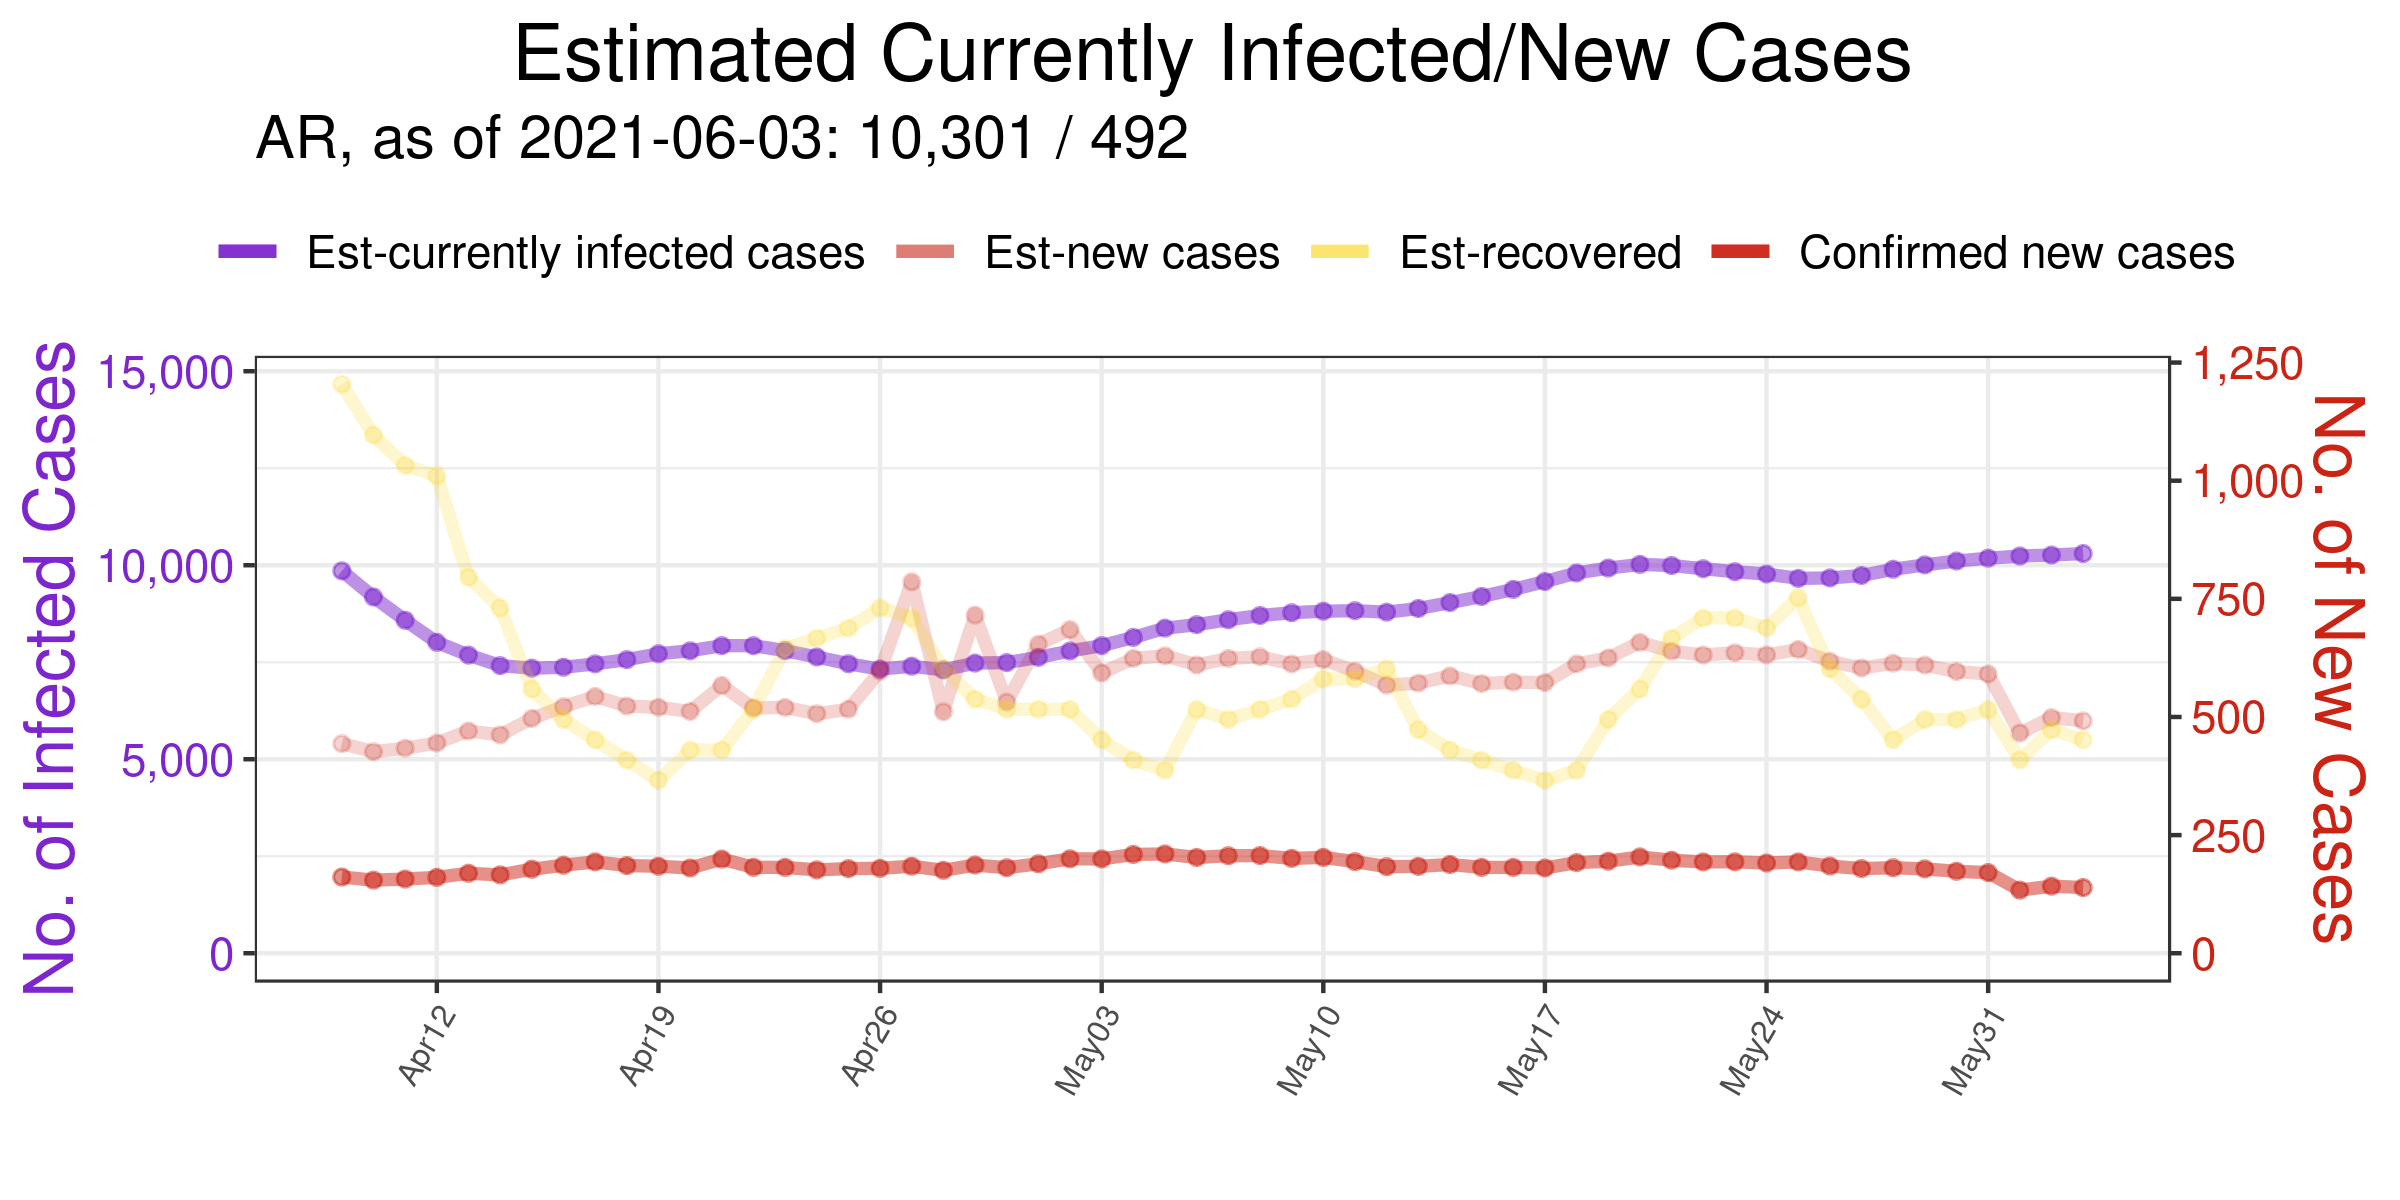 Estimated Currently Infected/New Cases
AR, as of 2021-06-03: 10,301 / 492
Est-currently infected cases Est-new cases Est-recovered Confirmed new cases
No. of Infected Cases
15,000
10,000
5,000
0
1,250
1,000
750
500
250
0
No. of New Cases
Apr12 Apr19 Apr26 May03 May10 May17 May24 May31